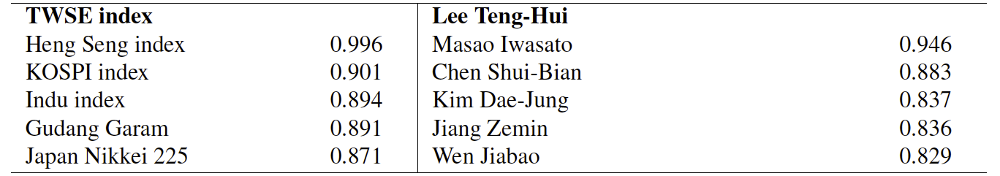 TWSE index Lee Teng-Hui
Heng Seng index 0.996 Masao Iwasato 0.946
KOSPI index 0.901 Chen Shui-Bian 0.883
Indu index 0.894 Kim Dae-Jung 0.837
Gudang Garam 0.891 Jiang Zemin 0.836
Japan Nikkei 225 0.871 Wen Jiabao 0.829